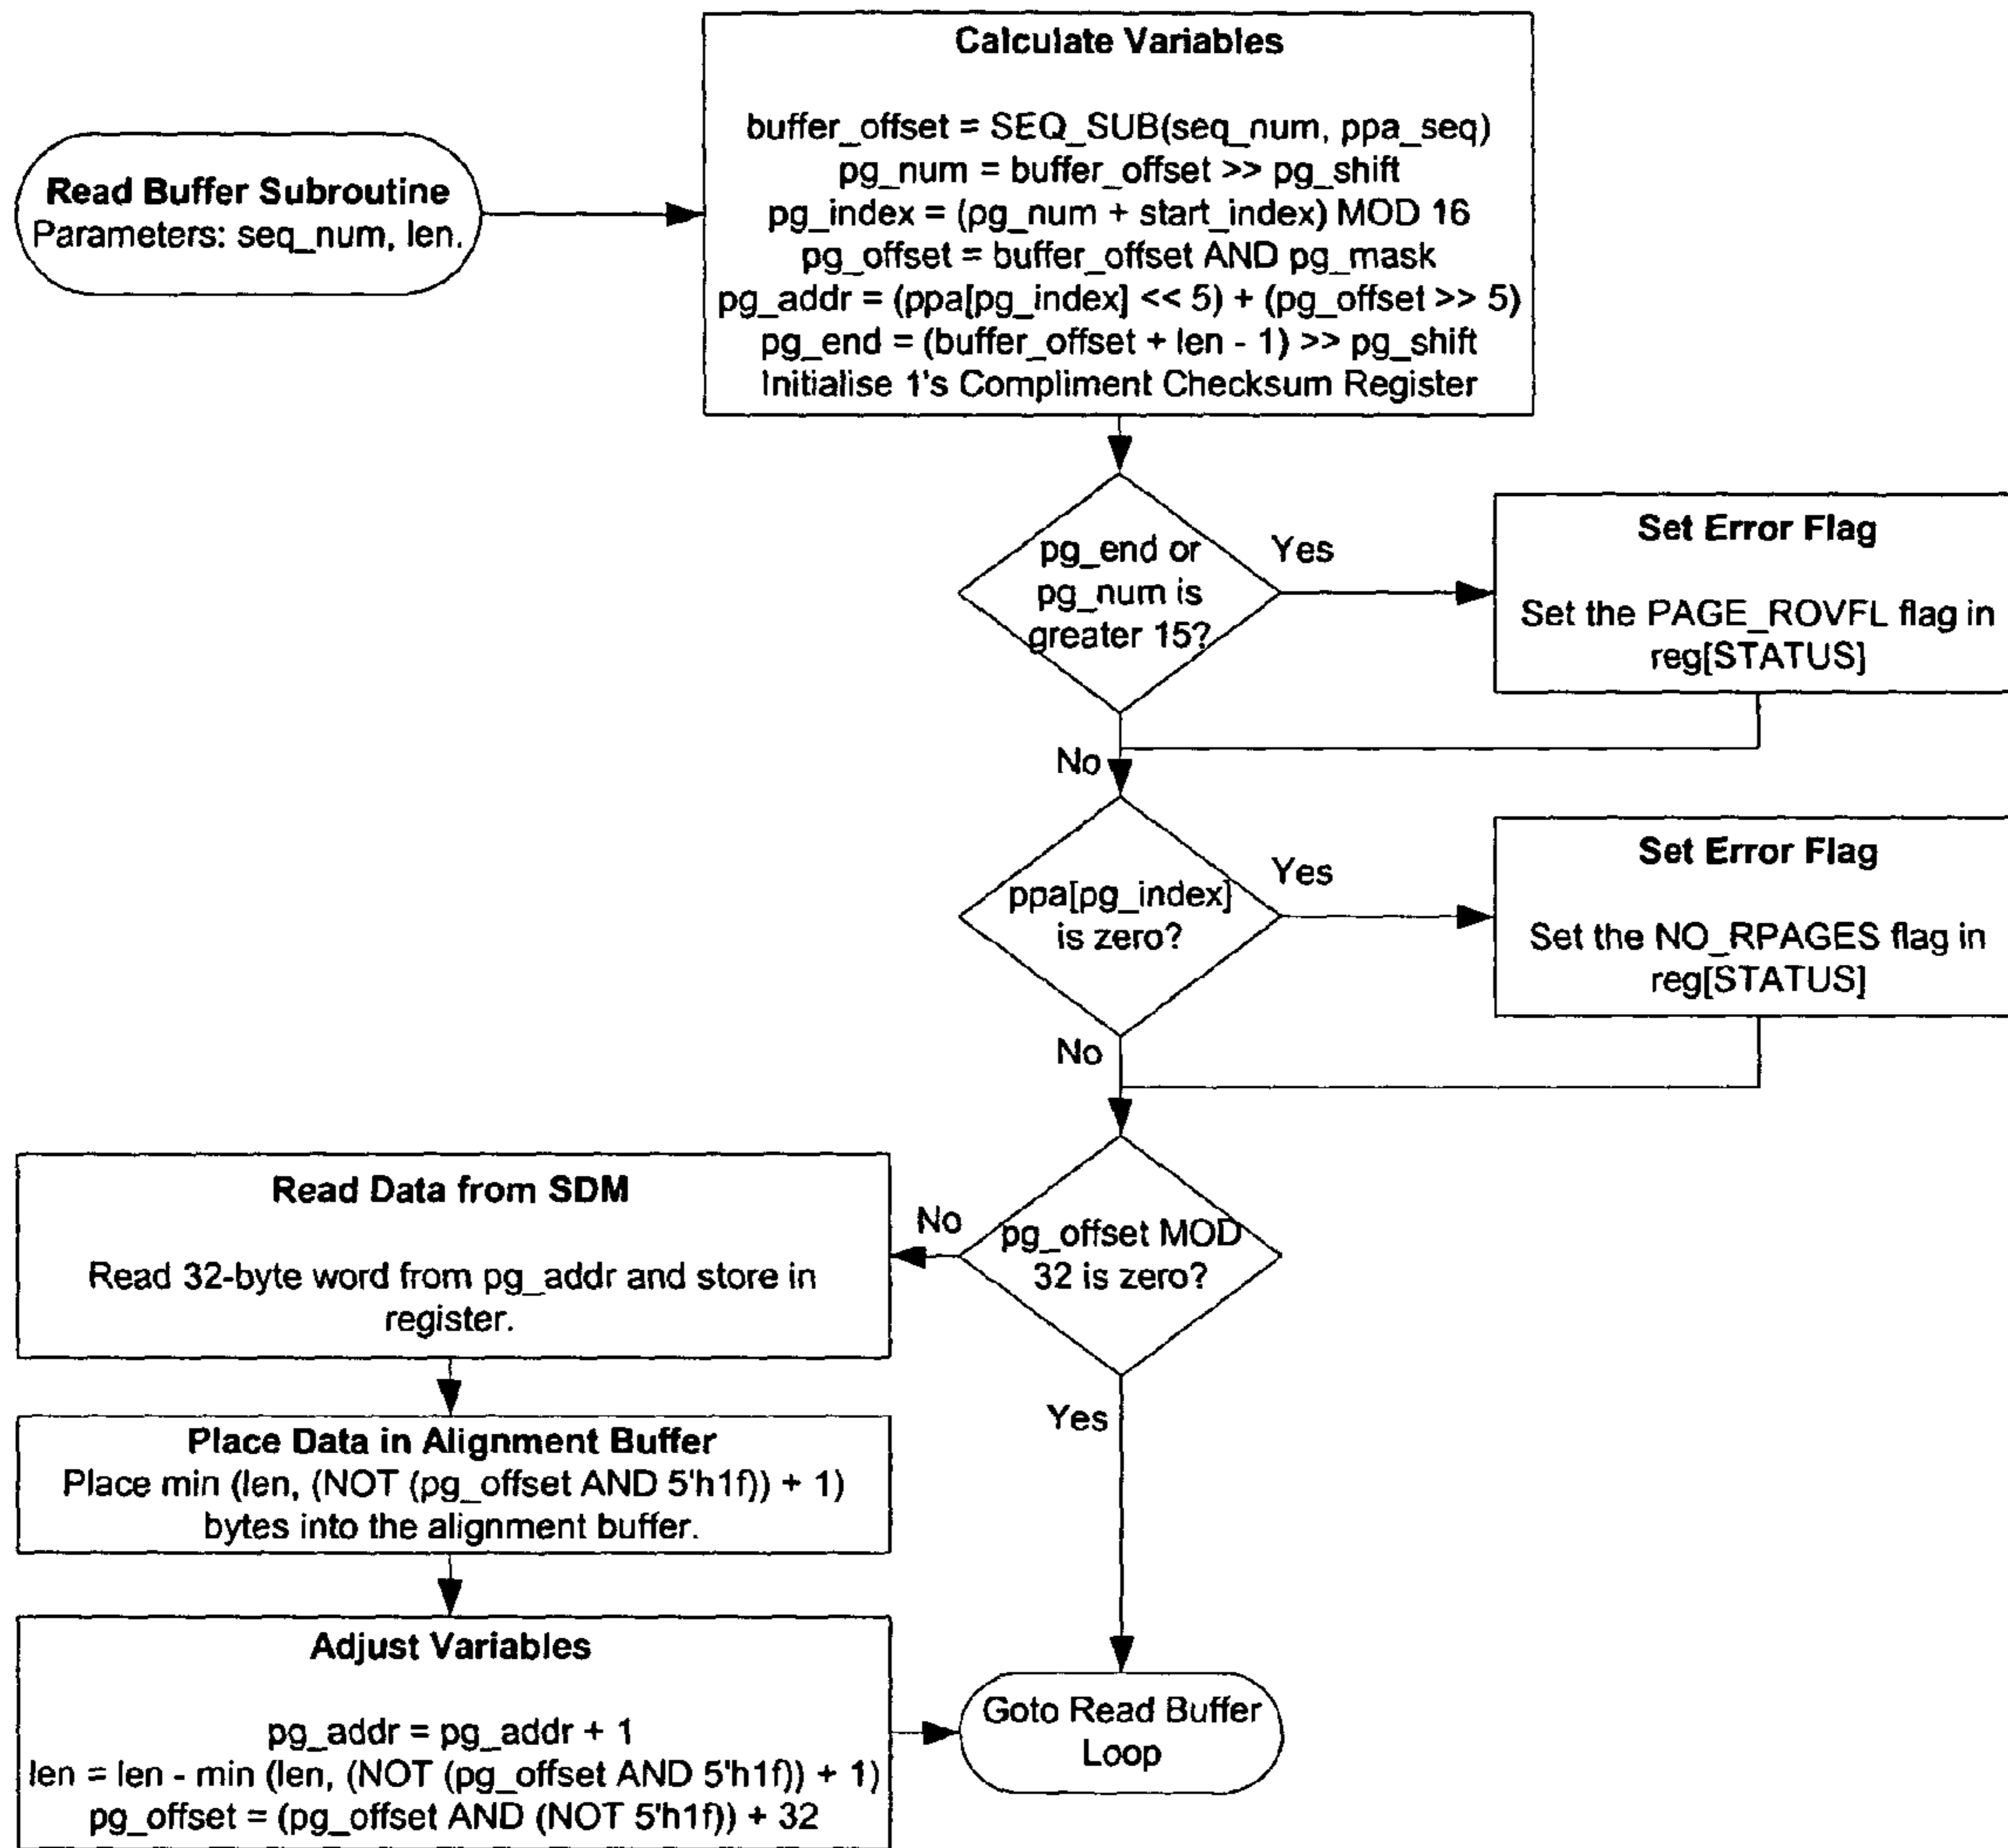 Read Buffer Subroutine
Parameters: seq_num, len.
Calculate Variables
buffer_offset = SEQ_SUB(seq_num, ppa_seq)
pg_num = buffer_offset >> pg_shift
pg_index = (pg_num + start_index) MOD 16
pg_offset = buffer_offset AND pg_mask
pg_addr = (ppa[pg_index] << 5) + (pg_offset >> 5)
pg_end = (buffer_offset + len - 1) >> pg_shift
Initialise 1's Compliment Checksum Register
pg_end or
pg_num is
greater 15?
Yes
Set Error Flag
Set the PAGE_ROVFL flag in
reg[STATUS]
No
ppa[pg_index]
is zero?
Yes
Set Error Flag
Set the NO_RPAGES flag in
reg[STATUS]
No
pg_offset MOD
32 is zero?
No
Read Data from SDM
Read 32-byte word from pg_addr and store in
register.
Yes
Place Data in Alignment Buffer
Place min (len, (NOT (pg_offset AND 5'h1f)) + 1)
bytes into the alignment buffer.
Adjust Variables
pg_addr = pg_addr + 1
len = len - min (len, (NOT (pg_offset AND 5'h1f)) + 1)
pg_offset = (pg_offset AND (NOT 5'h1f)) + 32
Goto Read Buffer
Loop